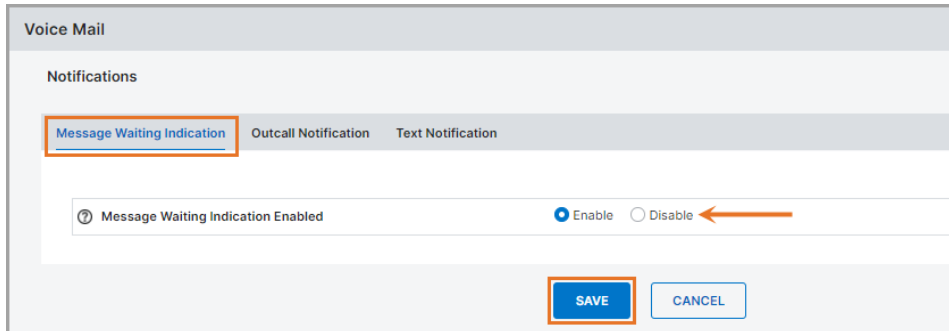 Voice Mail
Notifications
Message Waiting Indication Outcall Notification Text Notification
? Message Waiting Indication Enabled Enable Disable
SAVE CANCEL